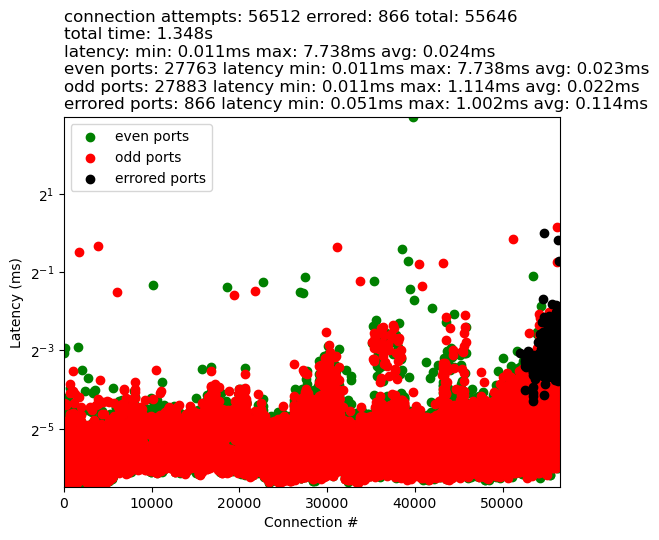 connection attempts: 56512 errored: 866 total: 55646
total time: 1.348s
latency: min: 0.011ms max: 7.738ms avg: 0.024ms
even ports: 27763 latency min: 0.011ms max: 7.738ms avg: 0.023ms
odd ports: 27883 latency min: 0.011ms max: 1.114ms avg: 0.022ms
errored ports: 866 latency min: 0.051ms max: 1.002ms avg: 0.114ms
even ports
odd ports
errored ports
Latency (ms)
2¹
2⁻¹
2⁻³
2⁻⁵
0 10000 20000 30000 40000 50000
Connection #